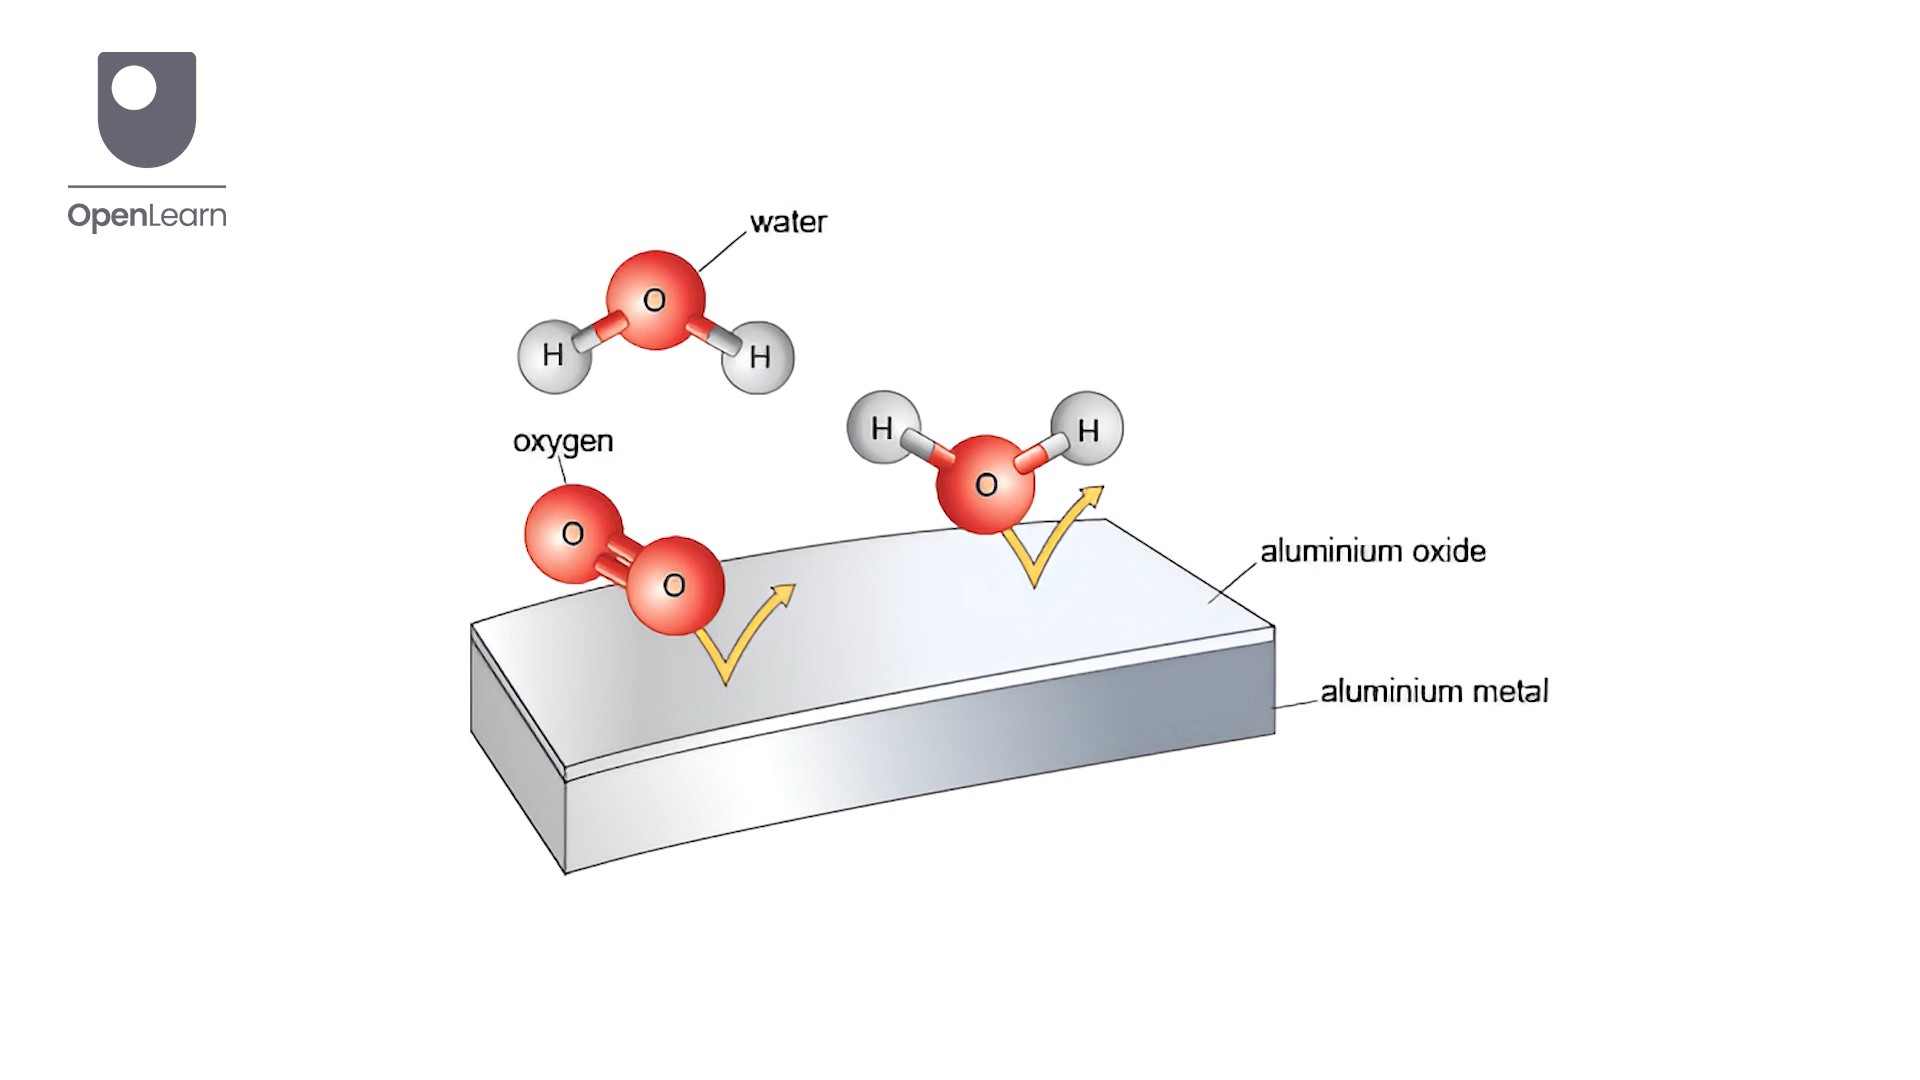 OpenLearn
water
O
H
H
oxygen
H
H
O
O
O
aluminium oxide
aluminium metal